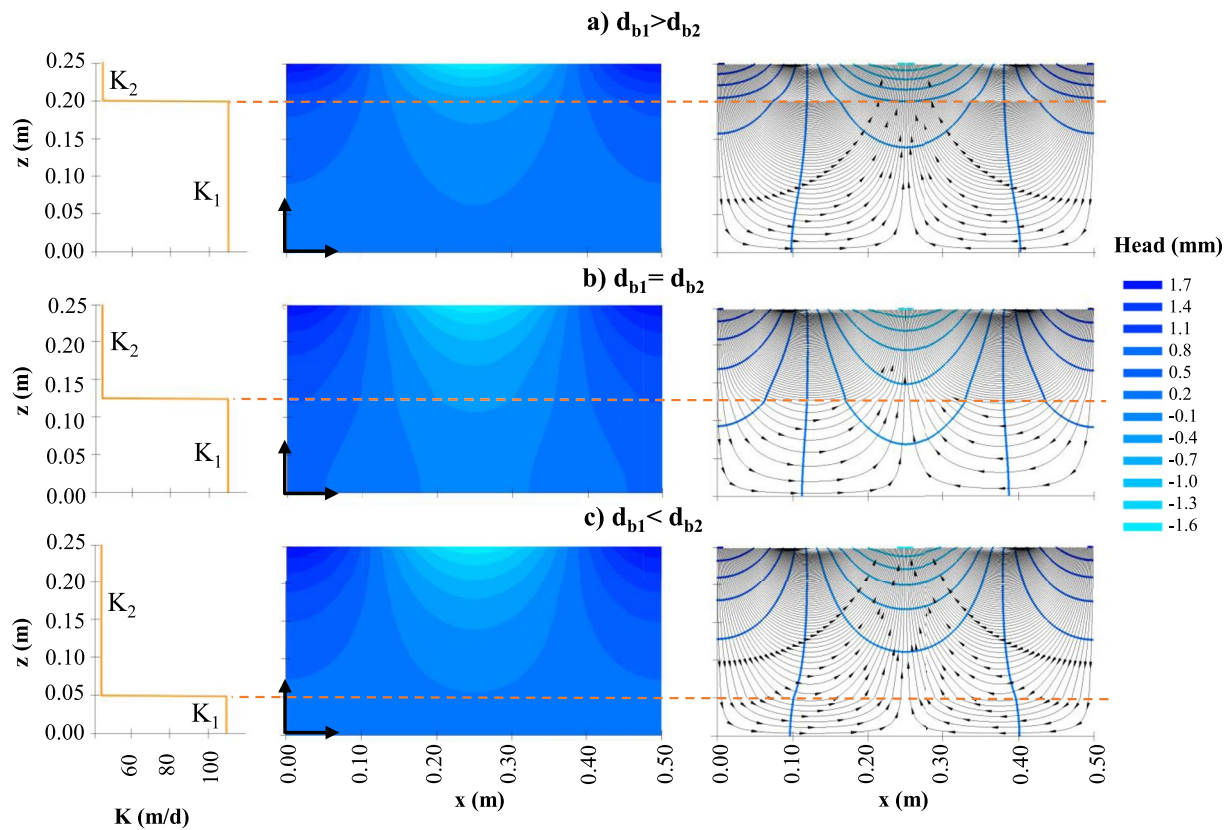 a) d_b1>d_b2
0.25
K2
0.20
0.15
z (m)
0.10
K1
0.05
0.00
Head (mm)
b) d_b1= d_b2
0.25
K2
0.20
0.15
z (m)
0.10
K1
0.05
0.00
1.7
1.4
1.1
0.8
0.5
0.2
-0.1
-0.4
-0.7
-1.0
-1.3
-1.6
c) d_b1< d_b2
0.25
0.20
K2
0.15
z (m)
0.10
0.05
K1
0.00
60 80 100
0.00 0.10 0.20 0.30 0.40 0.50
0.00 0.10 0.20 0.30 0.40 0.50
K (m/d)
x (m)
x (m)